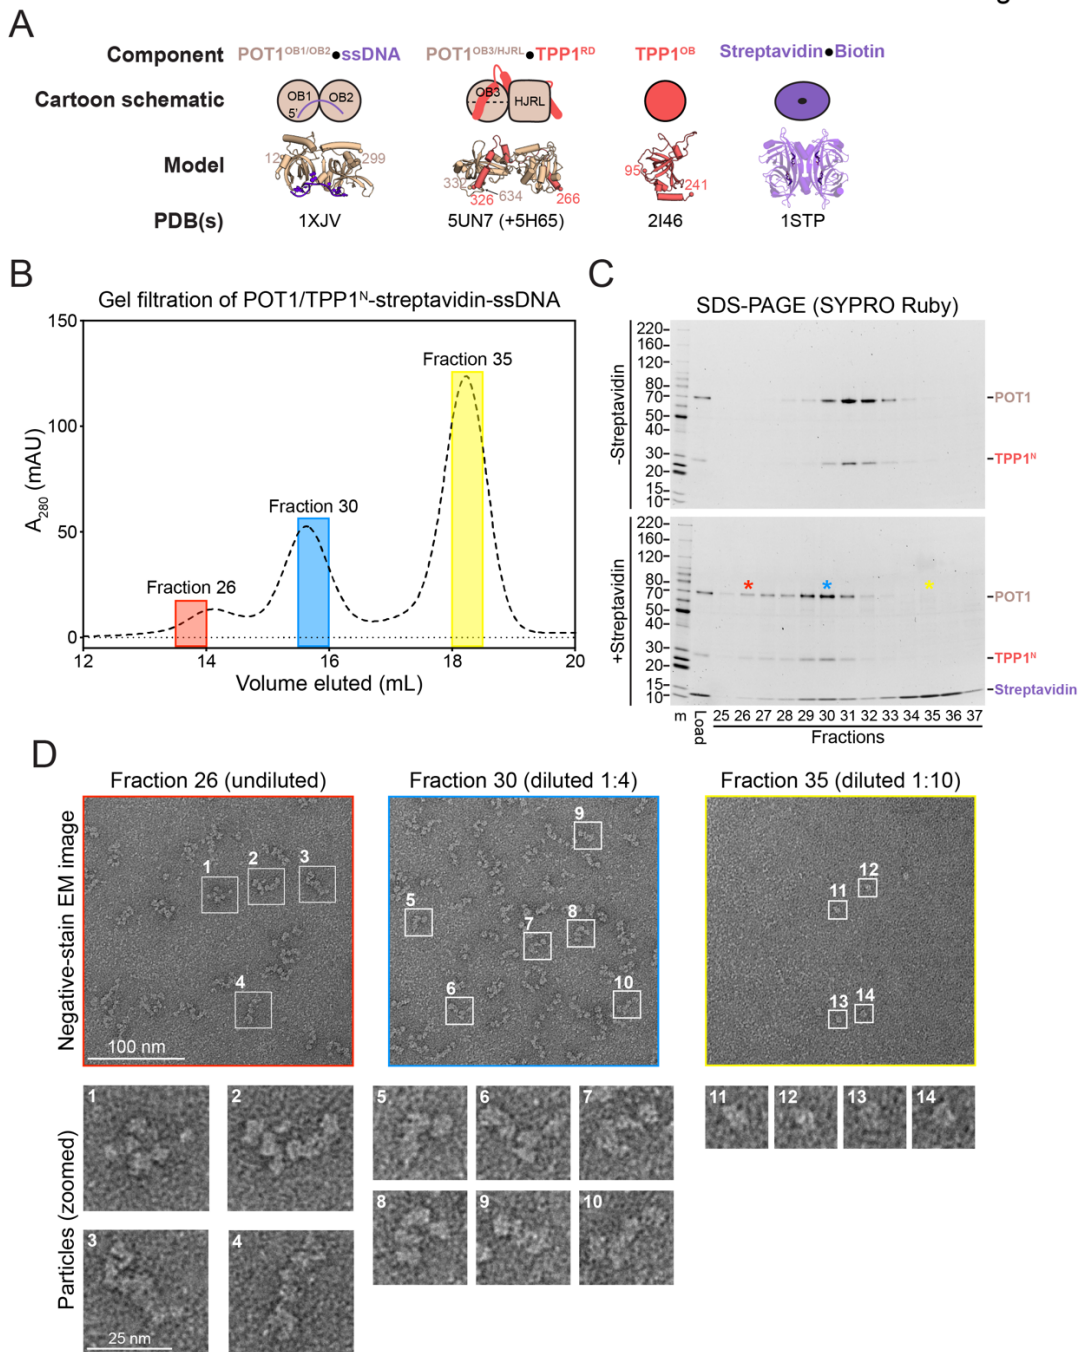 A
Component
POT1OB1/OB2●ssDNA
POT1OB3/HJRL●TPP1RD
TPP1OB
Streptavidin●Biotin
Cartoon schematic
OB1
OB2
5'
OB3
HJRL
Model
12
299
332
326
634
266
95
241
PDB(s)
1XJV
5UN7 (+5H65)
2I46
1STP
B
Gel filtration of POT1/TPP1N-streptavidin-ssDNA
A280 (mAU)
150
100
50
0
Fraction 26
Fraction 30
Fraction 35
12
14
16
18
20
Volume eluted (mL)
C
SDS-PAGE (SYPRO Ruby)
-Streptavidin
220-
160-
120-
80-
70-
50-
40-
30-
20-
15-
10-
-POT1
-TPP1N
+Streptavidin
220-
160-
120-
80-
70-
50-
40-
30-
20-
15-
10-
* * *
-POT1
-TPP1N
-Streptavidin
m Load 25 26 27 28 29 30 31 32 33 34 35 36 37
Fractions
D
Negative-stain EM image
Fraction 26 (undiluted)
1
2
3
4
100 nm
Fraction 30 (diluted 1:4)
9
5
7
8
6
10
Fraction 35 (diluted 1:10)
12
11
13
14
Particles (zoomed)
1
2
3
4
25 nm
5
6
7
8
9
10
11
12
13
14